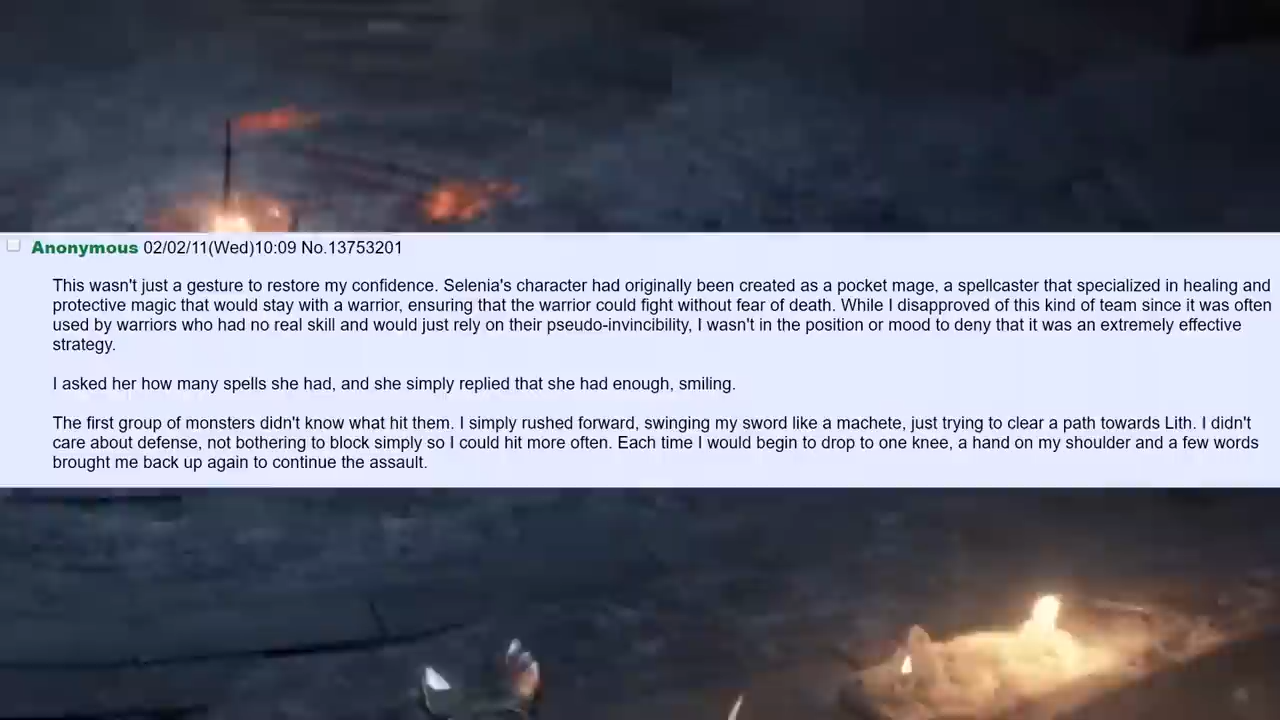 Anonymous 02/02/11(Wed)10:09 No.13753201
This wasn't just a gesture to restore my confidence. Selenia's character had originally been created as a pocket mage, a spellcaster that specialized in healing and
protective magic that would stay with a warrior, ensuring that the warrior could fight without fear of death. While I disapproved of this kind of team since it was often
used by warriors who had no real skill and would just rely on their pseudo-invincibility, I wasn't in the position or mood to deny that it was an extremely effective
strategy.
I asked her how many spells she had, and she simply replied that she had enough, smiling.
The first group of monsters didn't know what hit them. I simply rushed forward, swinging my sword like a machete, just trying to clear a path towards Lith. I didn't
care about defense, not bothering to block simply so I could hit more often. Each time I would begin to drop to one knee, a hand on my shoulder and a few words
brought me back up again to continue the assault.